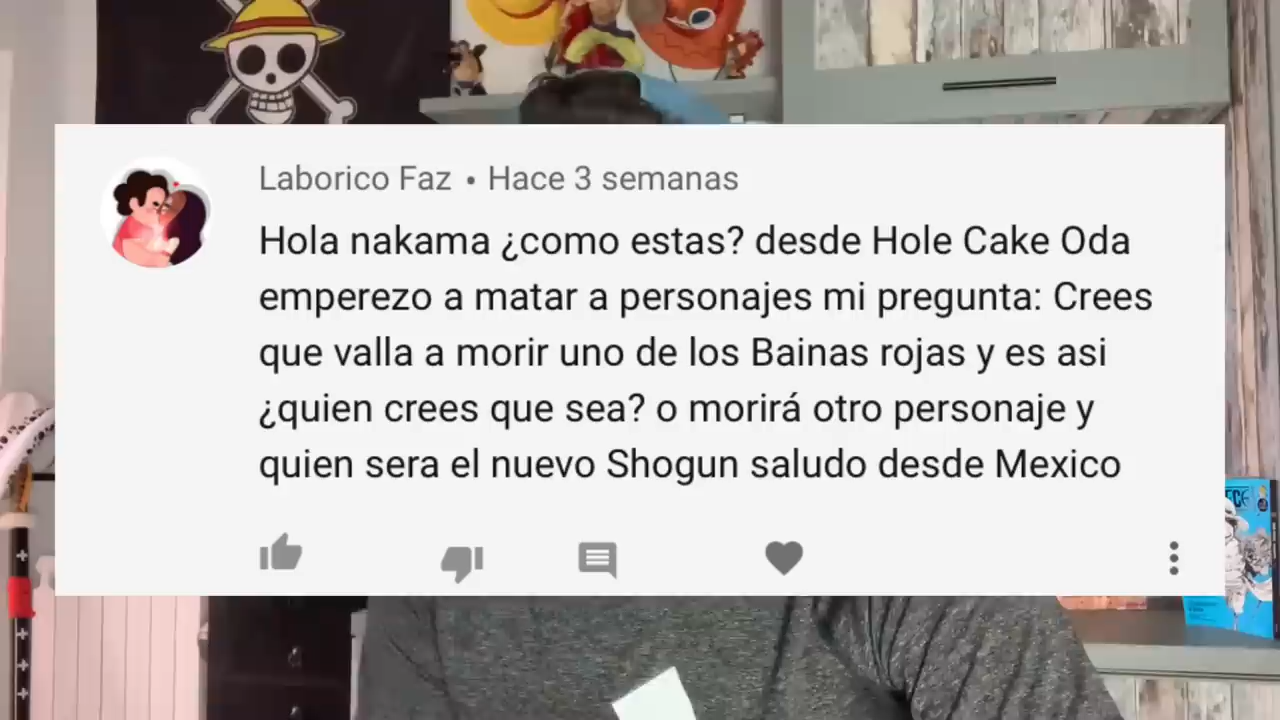 Laborico Faz • Hace 3 semanas
Hola nakama ¿como estas? desde Hole Cake Oda
emperezo a matar a personajes mi pregunta: Crees
que valla a morir uno de los Bainas rojas y es asi
¿quien crees que sea? o morirá otro personaje y
quien sera el nuevo Shogun saludo desde Mexico